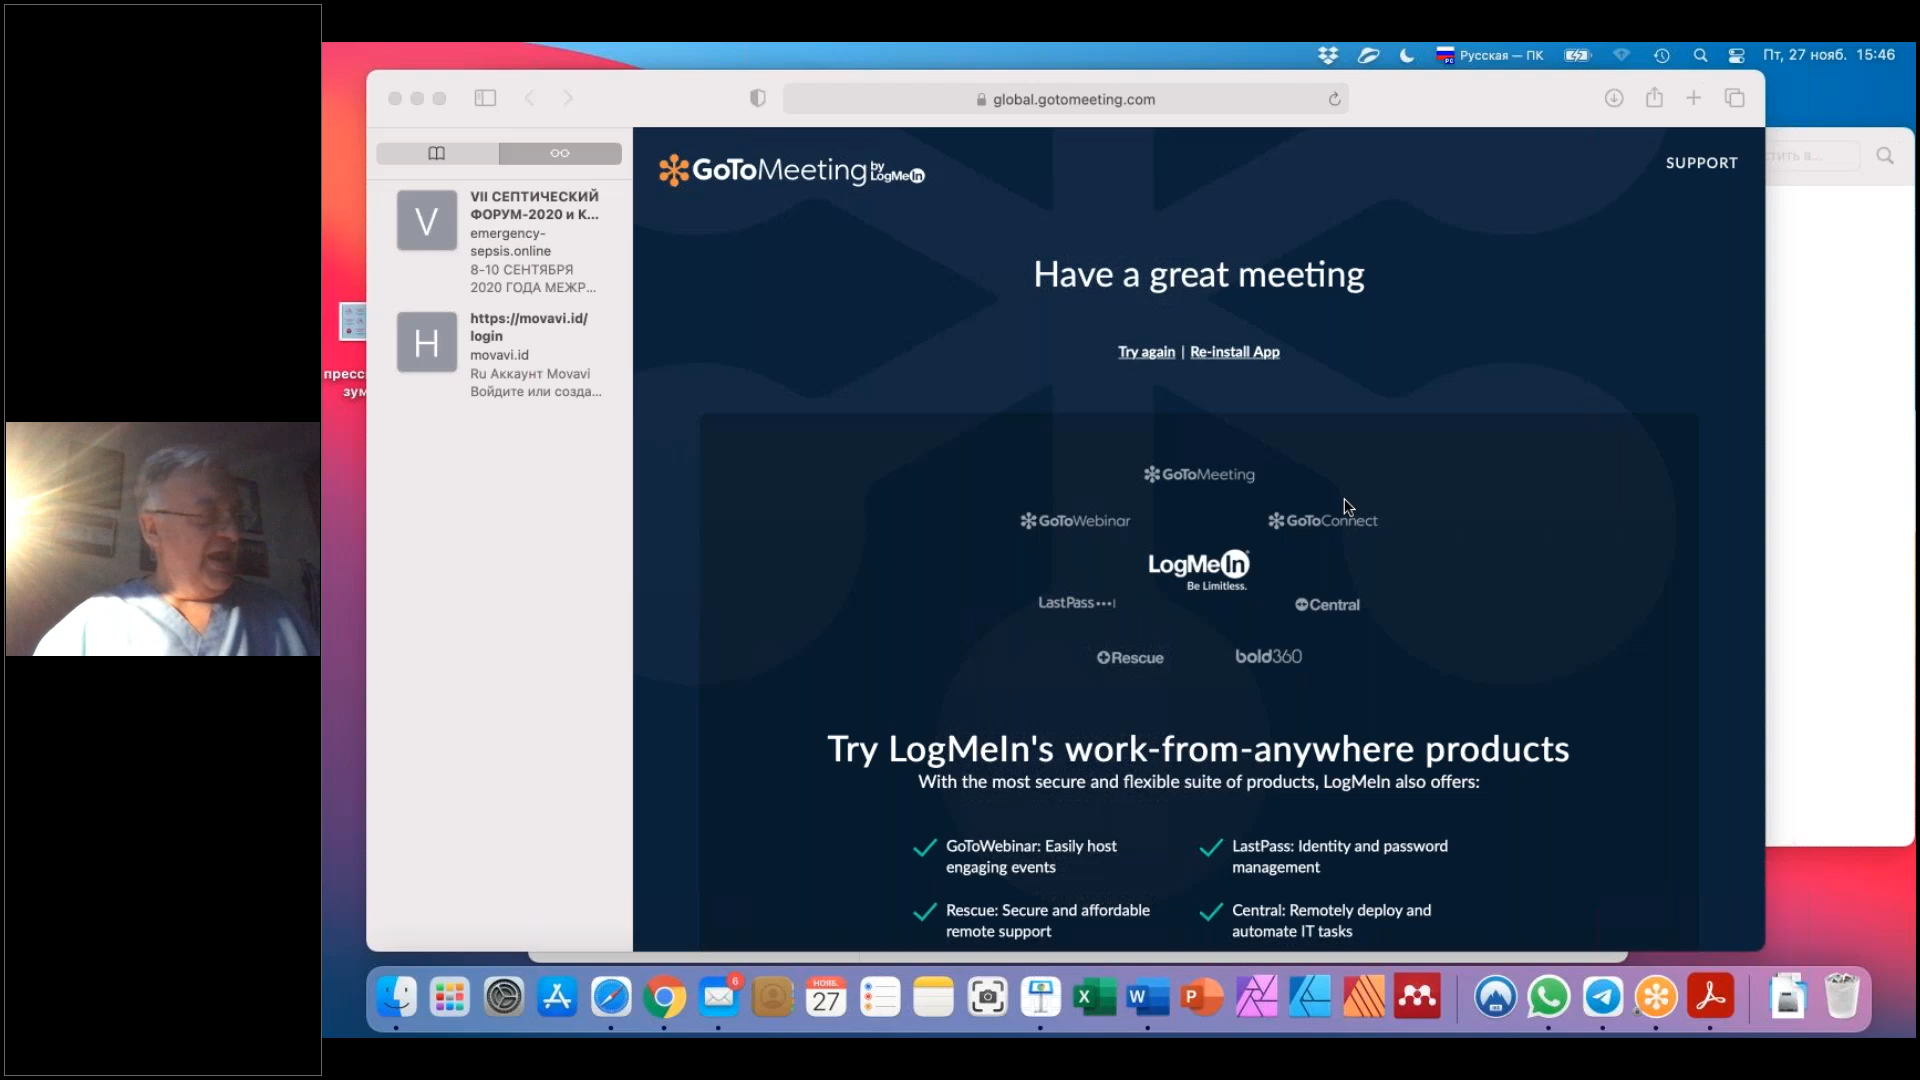 Русская — ПК
Пт, 27 нояб. 15:46
global.gotomeeting.com
VII СЕПТИЧЕСКИЙ
ФОРУМ-2020 и К...
emergency-
sepsis.online
8-10 СЕНТЯБРЯ
2020 ГОДА МЕЖР...
https://movavi.id/
login
movavi.id
Ru Аккаунт Movavi
Войдите или созда...
V
H
GoToMeeting by LogMeIn
SUPPORT
Have a great meeting
Try again | Re-install App
GoToMeeting
GoToWebinar
GoToConnect
LogMeIn
Be Limitless.
LastPass
Central
Rescue
bold360
Try LogMeIn's work-from-anywhere products
With the most secure and flexible suite of products, LogMeIn also offers:
GoToWebinar: Easily host
engaging events
LastPass: Identity and password
management
Rescue: Secure and affordable
remote support
Central: Remotely deploy and
automate IT tasks
6
НОЯБ.
27
X
W
P